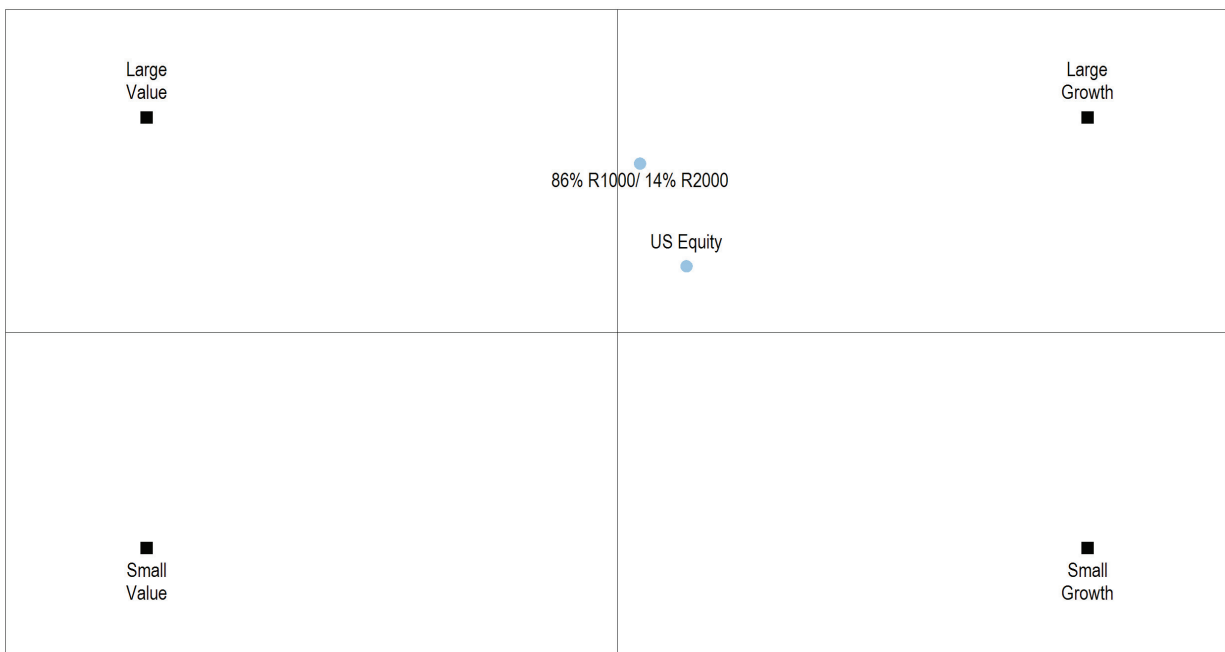 Large
Value
Large
Growth
86% R1000/ 14% R2000
US Equity
Small
Value
Small
Growth